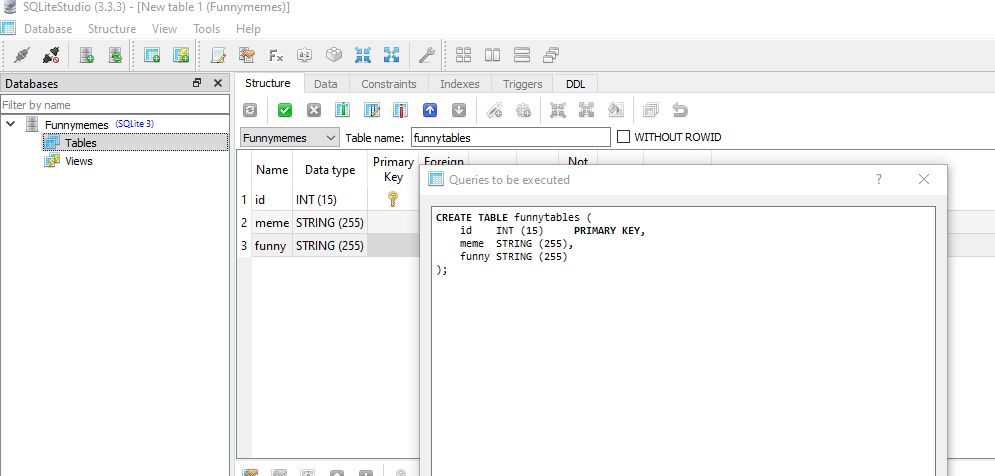 SQLiteStudio (3.3.3) - [New table 1 (Funnymemes)]
Database Structure View Tools Help
Databases
Structure Data Constraints Indexes Triggers DDL
Filter by name
Funnymemes (SQLite 3)
Tables
Views
Funnymemes Table name: funnytables WITHOUT ROWID
Name Data type Primary Key Foreign Not
1 id INT (15)
2 meme STRING (255)
3 funny STRING (255)
Queries to be executed
CREATE TABLE funnytables (
    id    INT (15)     PRIMARY KEY,
    meme  STRING (255),
    funny STRING (255)
);